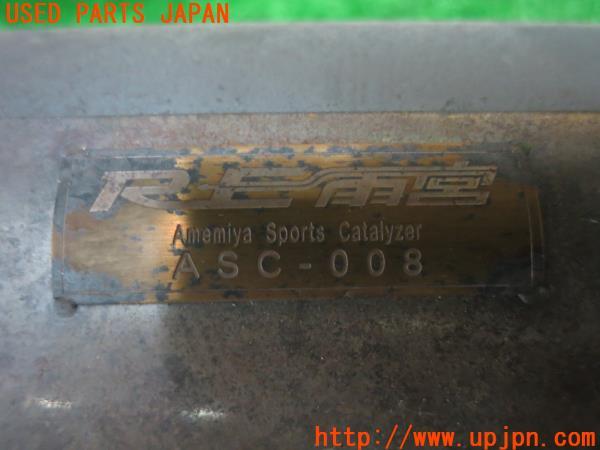 USED PARTS JAPAN
RE雨宮
Amemiya Sports Catalyzer
ASC-008
http://www.upjpn.com